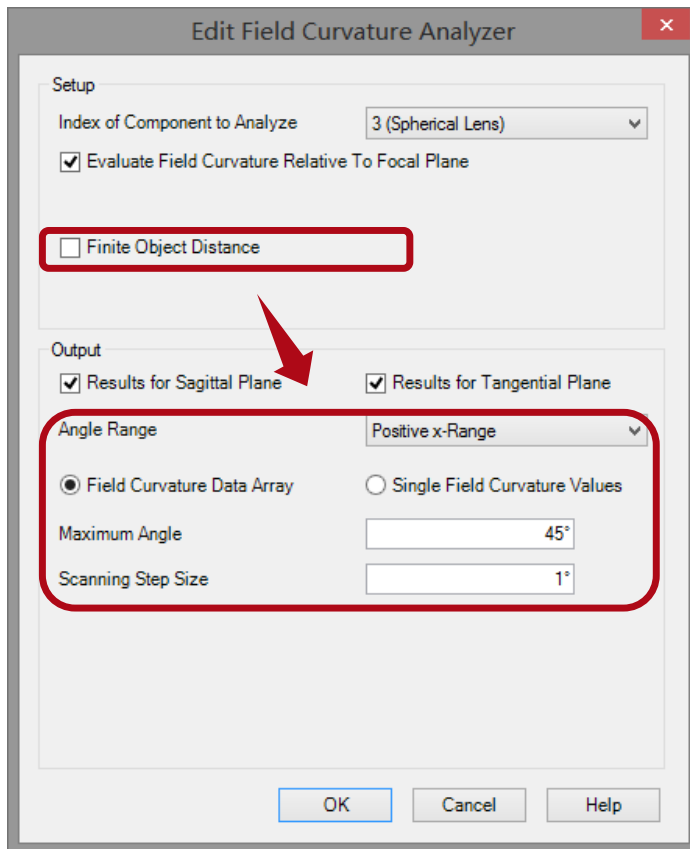 Edit Field Curvature Analyzer
Setup
Index of Component to Analyze 3 (Spherical Lens)
Evaluate Field Curvature Relative To Focal Plane
Finite Object Distance
Output
Results for Sagittal Plane Results for Tangential Plane
Angle Range Positive x-Range
Field Curvature Data Array Single Field Curvature Values
Maximum Angle 45°
Scanning Step Size 1°
OK Cancel Help